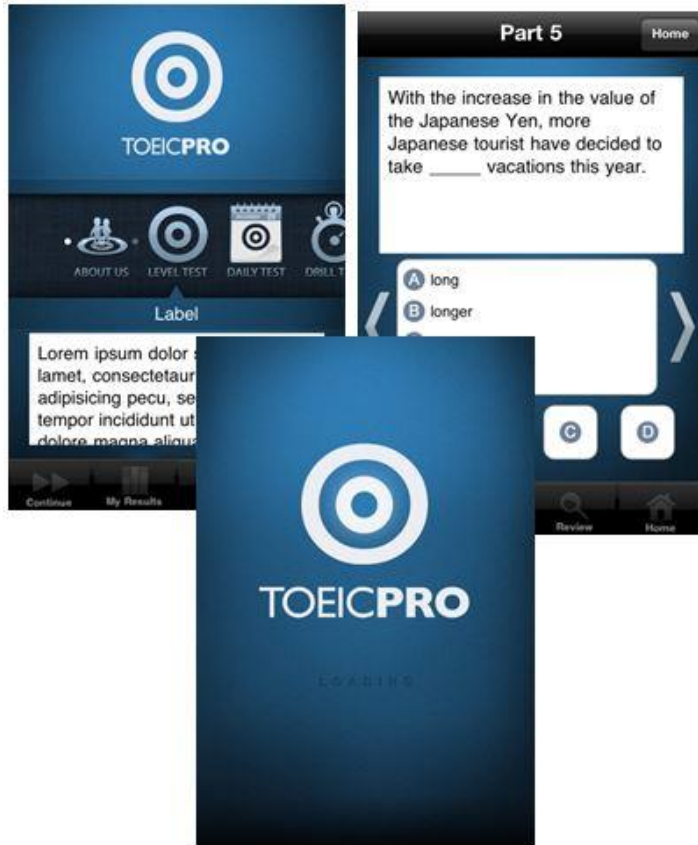 TOEICPRO
ABOUT US
LEVEL TEST
DAILY TEST
DRILL T
Label
Lorem ipsum dolor
lamet, consectetaur
adipisicing pecu, se
tempor incididunt ut
dolore magna aliqua
Continue
My Results
Part 5
Home
With the increase in the value of
the Japanese Yen, more
Japanese tourist have decided to
take _____ vacations this year.
A long
B longer
C
D
Review
Home
TOEICPRO
LOADING